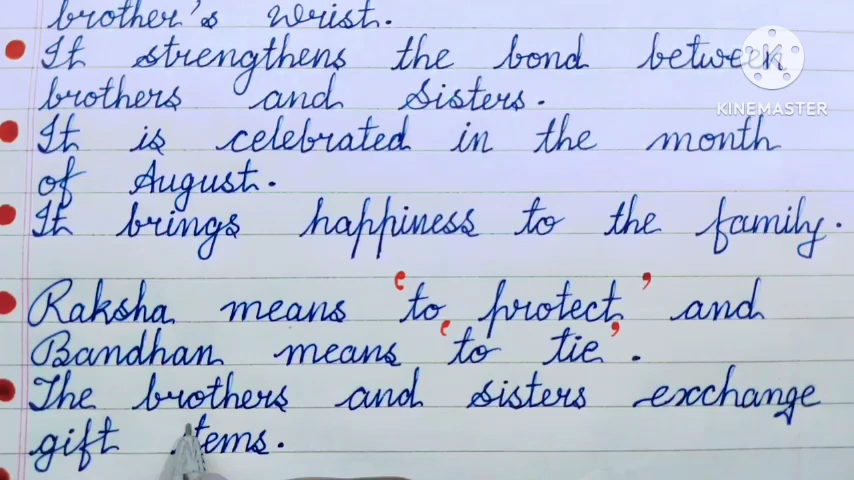 brother's wrist.
It strengthens the bond between
brothers and Sisters.
KINEMASTER
It is celebrated in the month
of August.
It brings happiness to the family.
Raksha means 'to protect' and
Bandhan means 'to tie'.
The brothers and sisters exchange
gift items.